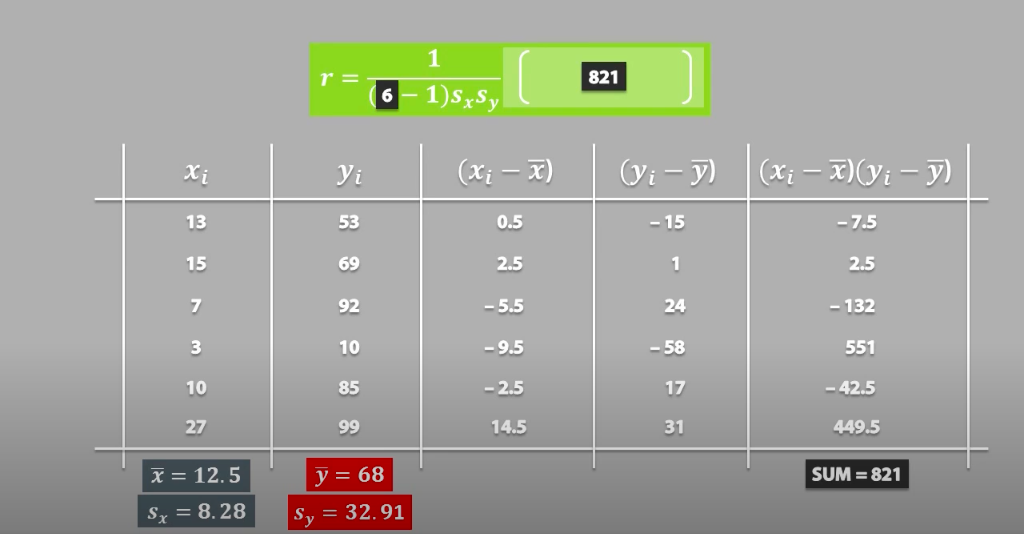 r = 1 / (6 − 1)sₓsᵧ ( 821 )
xᵢ yᵢ (xᵢ − x̅) (yᵢ − y̅) (xᵢ − x̅)(yᵢ − y̅)
13 53 0.5 −15 −7.5
15 69 2.5 1 2.5
7 92 −5.5 24 −132
3 10 −9.5 −58 551
10 85 −2.5 17 −42.5
27 99 14.5 31 449.5
x̅ = 12.5 y̅ = 68 SUM = 821
sₓ = 8.28 sᵧ = 32.91